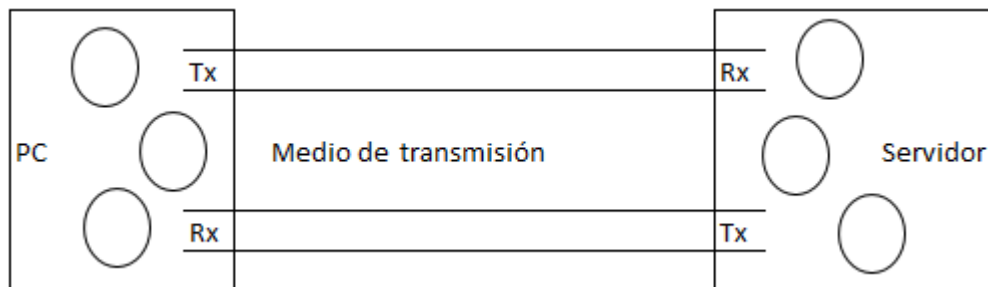 Tx
Rx
PC
Medio de transmisión
Servidor
Rx
Tx